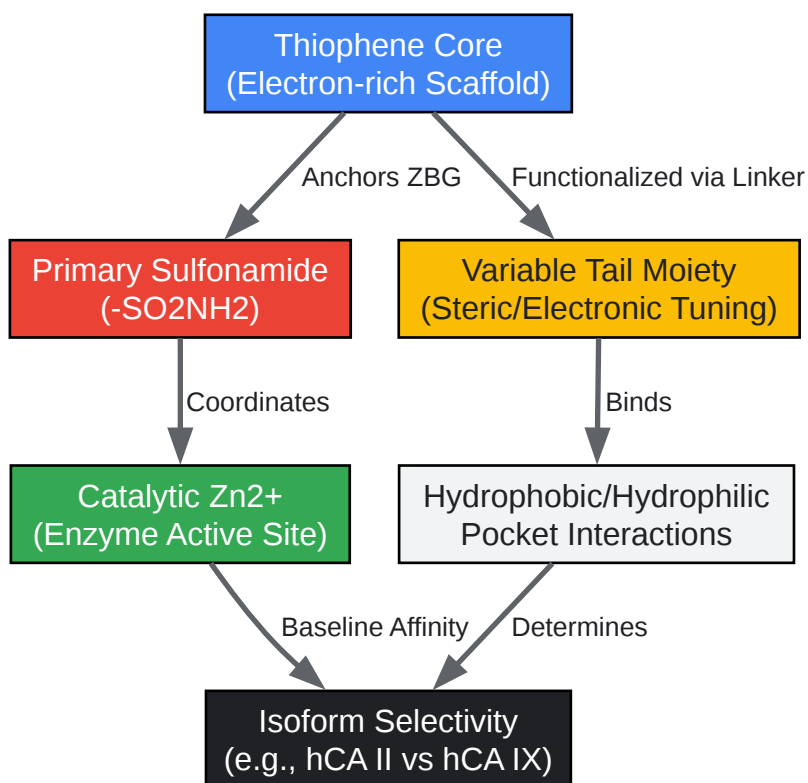 Thiophene Core
(Electron-rich Scaffold)
Anchors ZBG
Functionalized via Linker
Primary Sulfonamide
(-SO2NH2)
Variable Tail Moiety
(Steric/Electronic Tuning)
Coordinates
Binds
Catalytic Zn2+
(Enzyme Active Site)
Hydrophobic/Hydrophilic
Pocket Interactions
Baseline Affinity
Determines
Isoform Selectivity
(e.g., hCA II vs hCA IX)